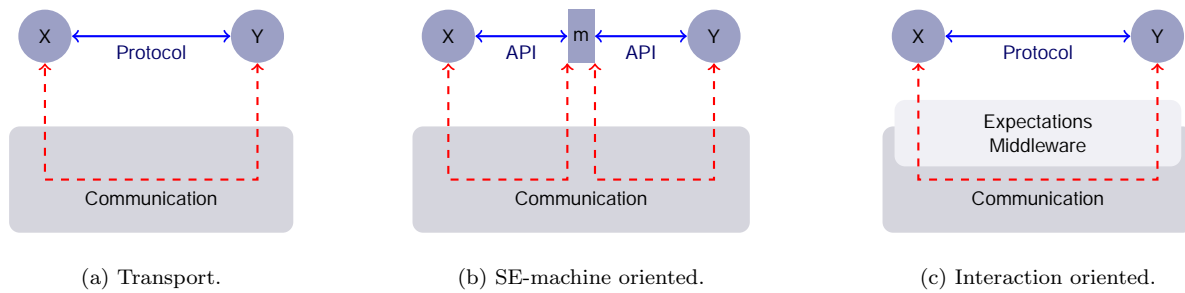 X
Y
Protocol
Communication
(a) Transport.
X
m
Y
API
API
Communication
(b) SE-machine oriented.
X
Y
Protocol
Expectations
Middleware
Communication
(c) Interaction oriented.